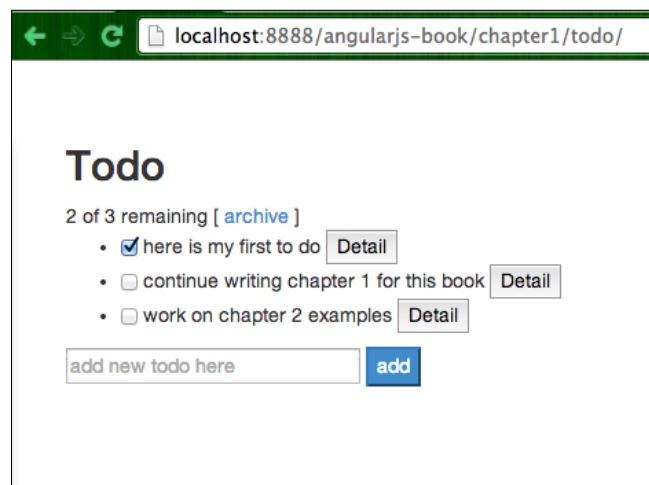 localhost:8888/angularjs-book/chapter1/todo/
Todo
2 of 3 remaining [ archive ]
here is my first to do Detail
continue writing chapter 1 for this book Detail
work on chapter 2 examples Detail
add new todo here add